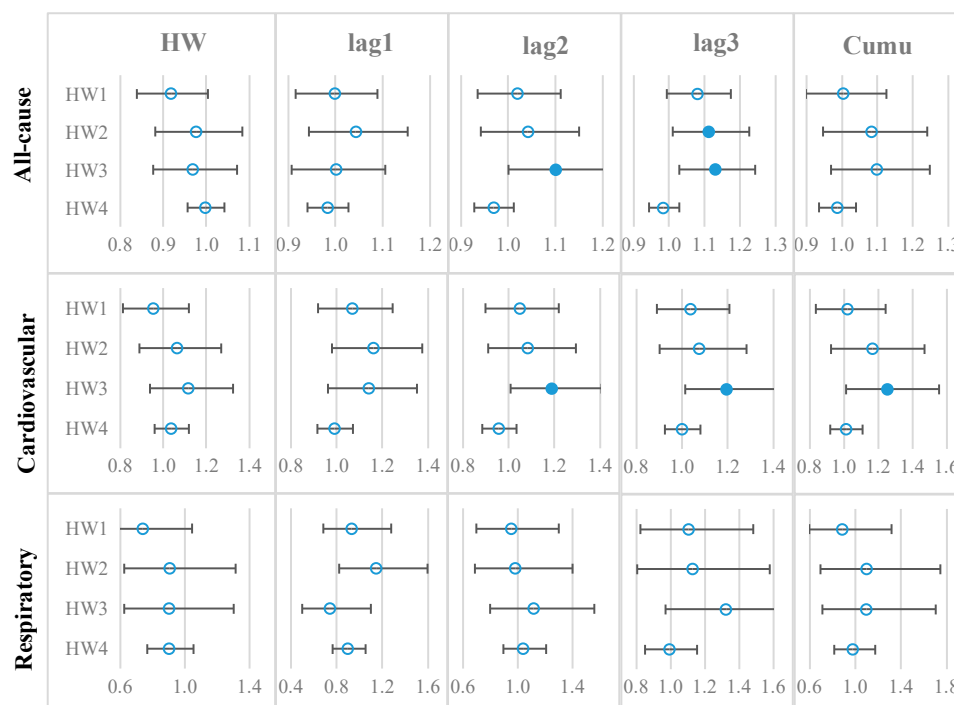 HW lag1 lag2 lag3 Cumu
All-cause
HW1
HW2
HW3
HW4
0.8 0.9 1.0 1.1 0.9 1.0 1.1 1.2 0.9 1.0 1.1 1.2 0.9 1.0 1.1 1.2 1.3 0.9 1.0 1.1 1.2 1.3
Cardiovascular
HW1
HW2
HW3
HW4
0.8 1.0 1.2 1.4 0.8 1.0 1.2 1.4 0.8 1.0 1.2 1.4 0.8 1.0 1.2 1.4 0.8 1.0 1.2 1.4 1.6
Respiratory
HW1
HW2
HW3
HW4
0.6 1.0 1.4 0.4 0.8 1.2 1.6 0.6 1.0 1.4 0.8 1.0 1.2 1.4 1.6 0.6 1.0 1.4 1.8